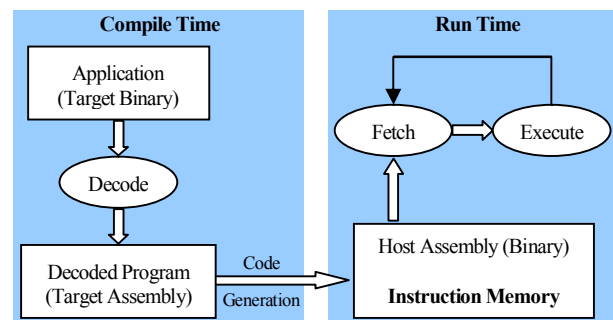 Compile Time
Application
(Target Binary)
Decode
Decoded Program
(Target Assembly)
Code
Generation
Run Time
Fetch
Execute
Host Assembly (Binary)
Instruction Memory